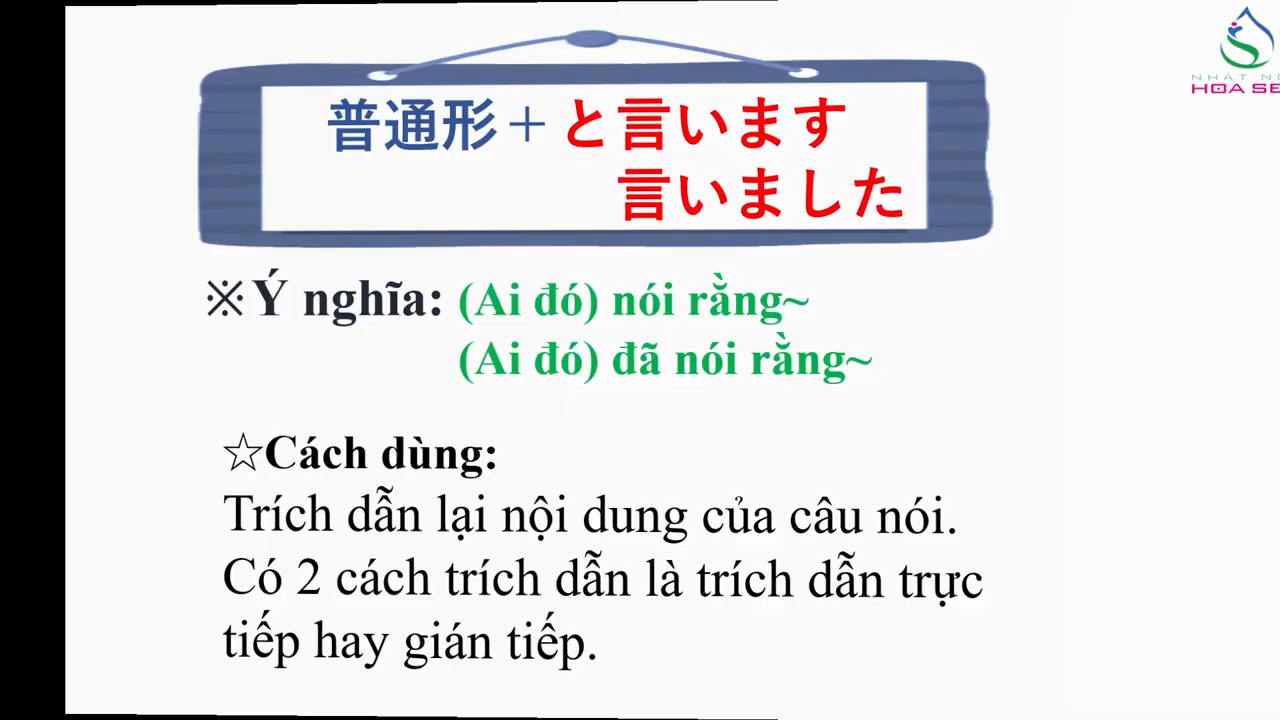 普通形＋と言います
言いました
※Ý nghĩa: (Ai đó) nói rằng~
(Ai đó) đã nói rằng~
☆Cách dùng:
Trích dẫn lại nội dung của câu nói.
Có 2 cách trích dẫn là trích dẫn trực
tiếp hay gián tiếp.
HOA SE